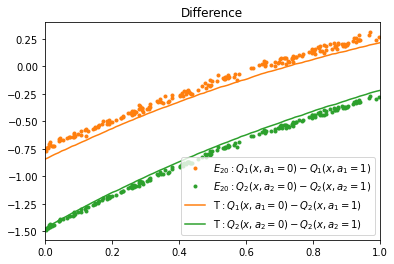 Difference
0.25
0.00
−0.25
−0.50
−0.75
−1.00
−1.25
−1.50
E₂₀ : Q₁(x, a₁ = 0) − Q₁(x, a₁ = 1)
E₂₀ : Q₂(x, a₂ = 0) − Q₂(x, a₂ = 1)
T : Q₁(x, a₁ = 0) − Q₁(x, a₁ = 1)
T : Q₂(x, a₂ = 0) − Q₂(x, a₂ = 1)
0.0 0.2 0.4 0.6 0.8 1.0